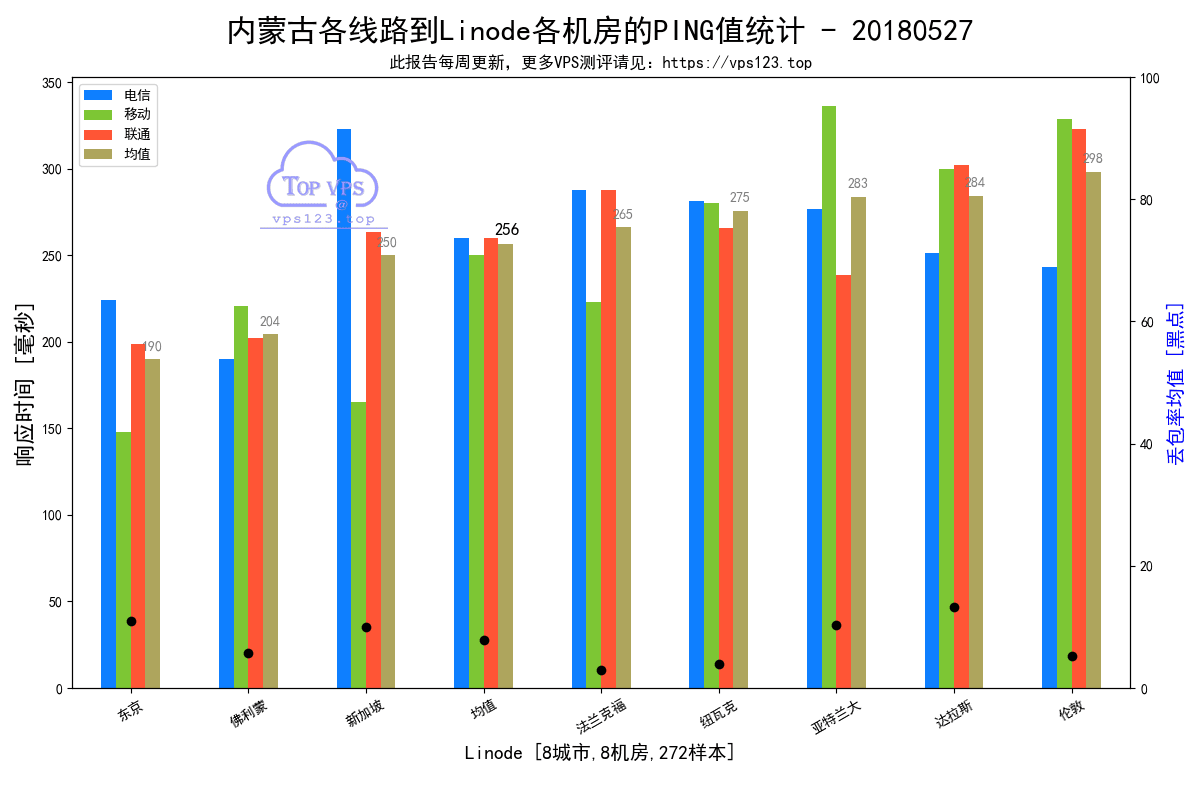 内蒙古各线路到Linode各机房的PING值统计 - 20180527
此报告每周更新，更多VPS测评请见：https://vps123.top
电信
移动
联通
均值
TOP VPS
@
vps123.top
响应时间 [毫秒]
丢包率均值 [黑点]
350
300
250
200
150
100
50
0
100
80
60
40
20
0
190
204
250
256
265
275
283
284
298
东京
佛利蒙
新加坡
均值
法兰克福
纽瓦克
亚特兰大
达拉斯
伦敦
Linode [8城市,8机房,272样本]